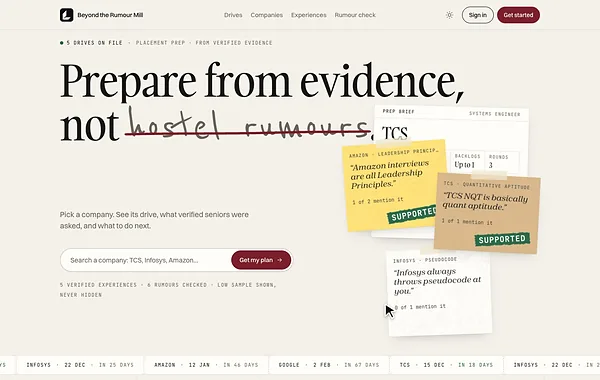 Beyond the Rumour Mill
Drives Companies Experiences Rumour check
Sign in
Get started
5 DRIVES ON FILE · PLACEMENT PREP · FROM VERIFIED EVIDENCE
Prepare from evidence,
not hostel rumours.
PREP BRIEF SYSTEMS ENGINEER
TCS
BACKLOGS ROUNDS
Up to 1 3
AMAZON · LEADERSHIP PRINCIP…
“Amazon interviews
are all Leadership
Principles.”
1 of 2 mention it
SUPPORTED
TCS · QUANTITATIVE APTITUDE
“TCS NQT is basically
quant aptitude.”
1 of 1 mention it
SUPPORTED
INFOSYS · PSEUDOCODE
“Infosys always
throws pseudocode at
you.”
0 of 1 mention it
Pick a company. See its drive, what verified seniors were
asked, and what to do next.
Search a company: TCS, Infosys, Amazon…
Get my plan →
5 VERIFIED EXPERIENCES · 6 RUMOURS CHECKED · LOW SAMPLE SHOWN,
NEVER HIDDEN
INFOSYS · 22 DEC · IN 25 DAYS AMAZON · 12 JAN · IN 46 DAYS GOOGLE · 2 FEB · IN 67 DAYS TCS · 15 DEC · IN 18 DAYS INFOSYS · 22 DEC